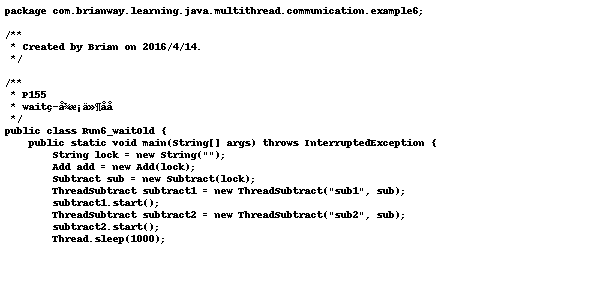 package com.brianway.learning.java.multithread.communication.example6;
/**
 * Created by Brian on 2016/4/14.
 */
/**
 * P155
 * waitç­å¾æ¡ä»¶åå
 */
public class Run6_waitOld {
    public static void main(String[] args) throws InterruptedException {
        String lock = new String("");
        Add add = new Add(lock);
        Subtract sub = new Subtract(lock);
        ThreadSubtract subtract1 = new ThreadSubtract("sub1", sub);
        subtract1.start();
        ThreadSubtract subtract2 = new ThreadSubtract("sub2", sub);
        subtract2.start();
        Thread.sleep(1000);